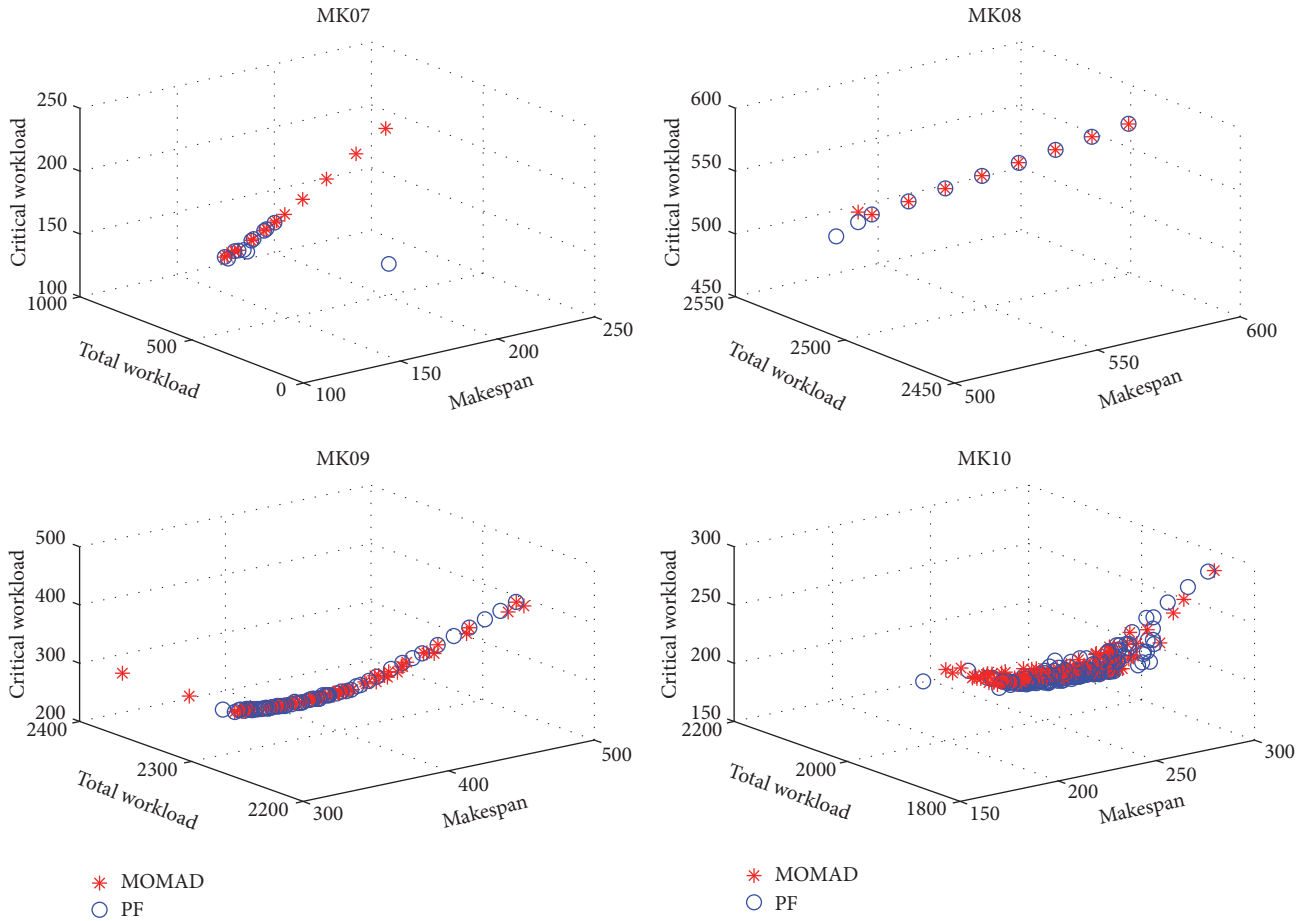 MK07
Critical workload
250
200
150
100
1000
500
0
Total workload
100
150
200
250
Makespan
MK08
Critical workload
600
550
500
450
2550
2500
2450
Total workload
500
550
600
Makespan
MK09
Critical workload
500
400
300
200
2400
2300
2200
Total workload
300
400
500
Makespan
MK10
Critical workload
300
250
200
150
2200
2000
1800
Total workload
150
200
250
300
Makespan
MOMAD
PF
MOMAD
PF